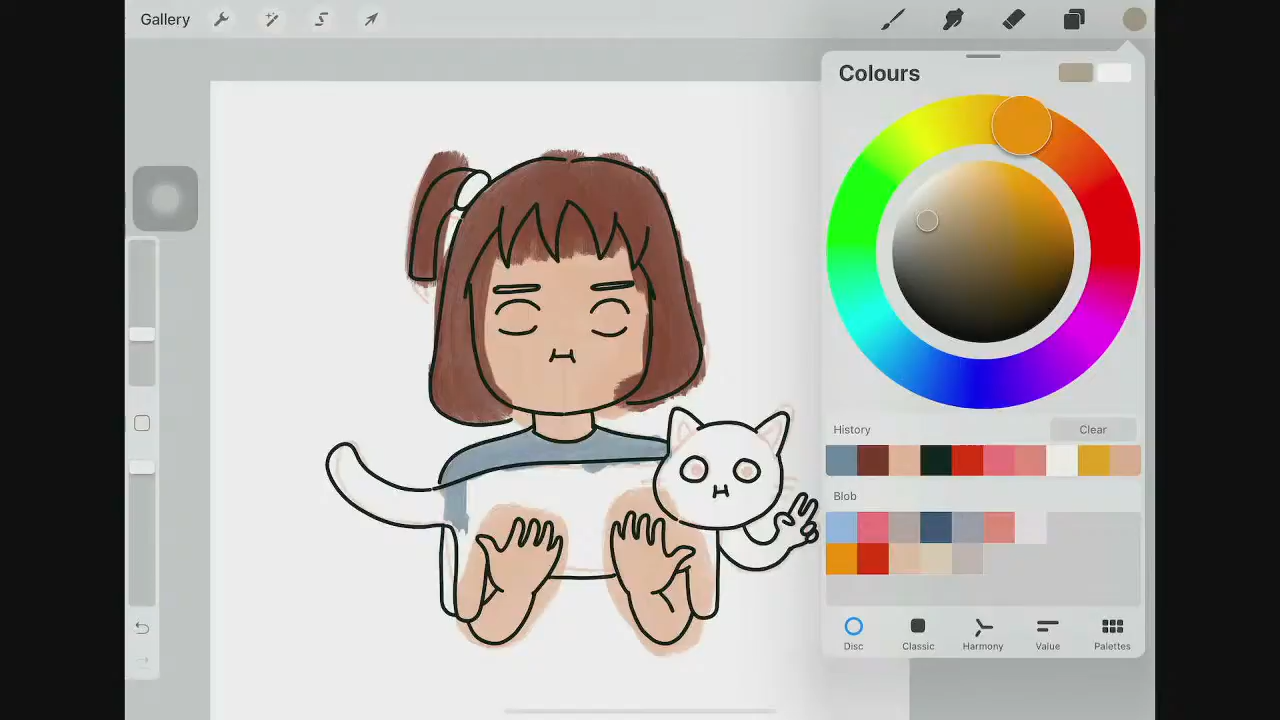 Gallery
Colours
History
Clear
Blob
Disc
Classic
Harmony
Value
Palettes